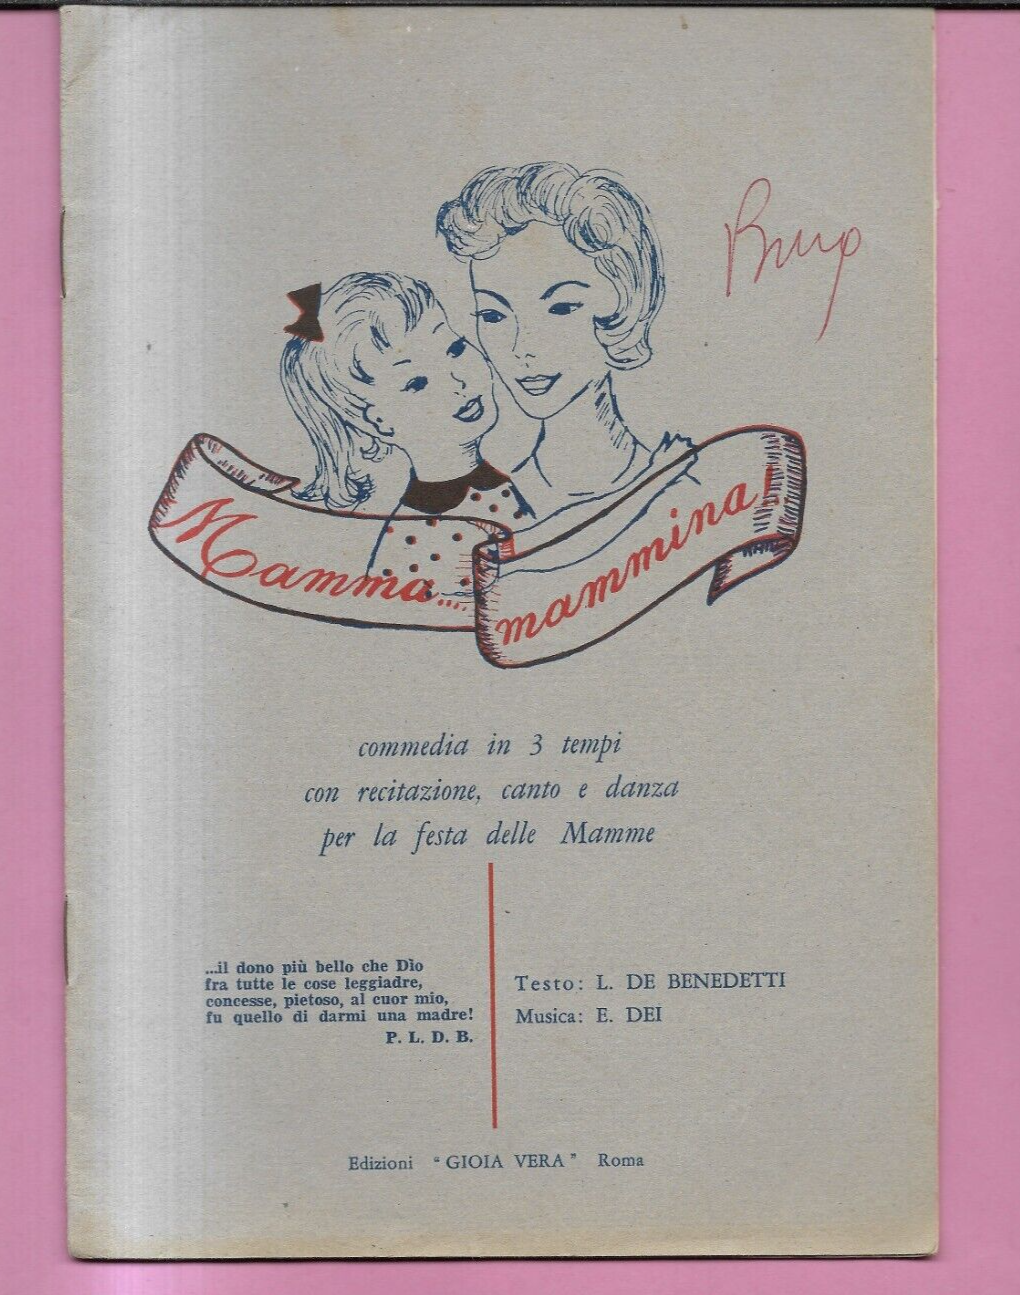 Mamma.... mammina!
commedia in 3 tempi
con recitazione, canto e danza
per la festa delle Mamme
...il dono più bello che Dìo
fra tutte le cose leggiadre,
concesse, pietoso, al cuor mio,
fu quello di darmi una madre!
P. L. D. B.
Testo: L. DE BENEDETTI
Musica: E. DEI
Edizioni “GIOIA VERA” Roma